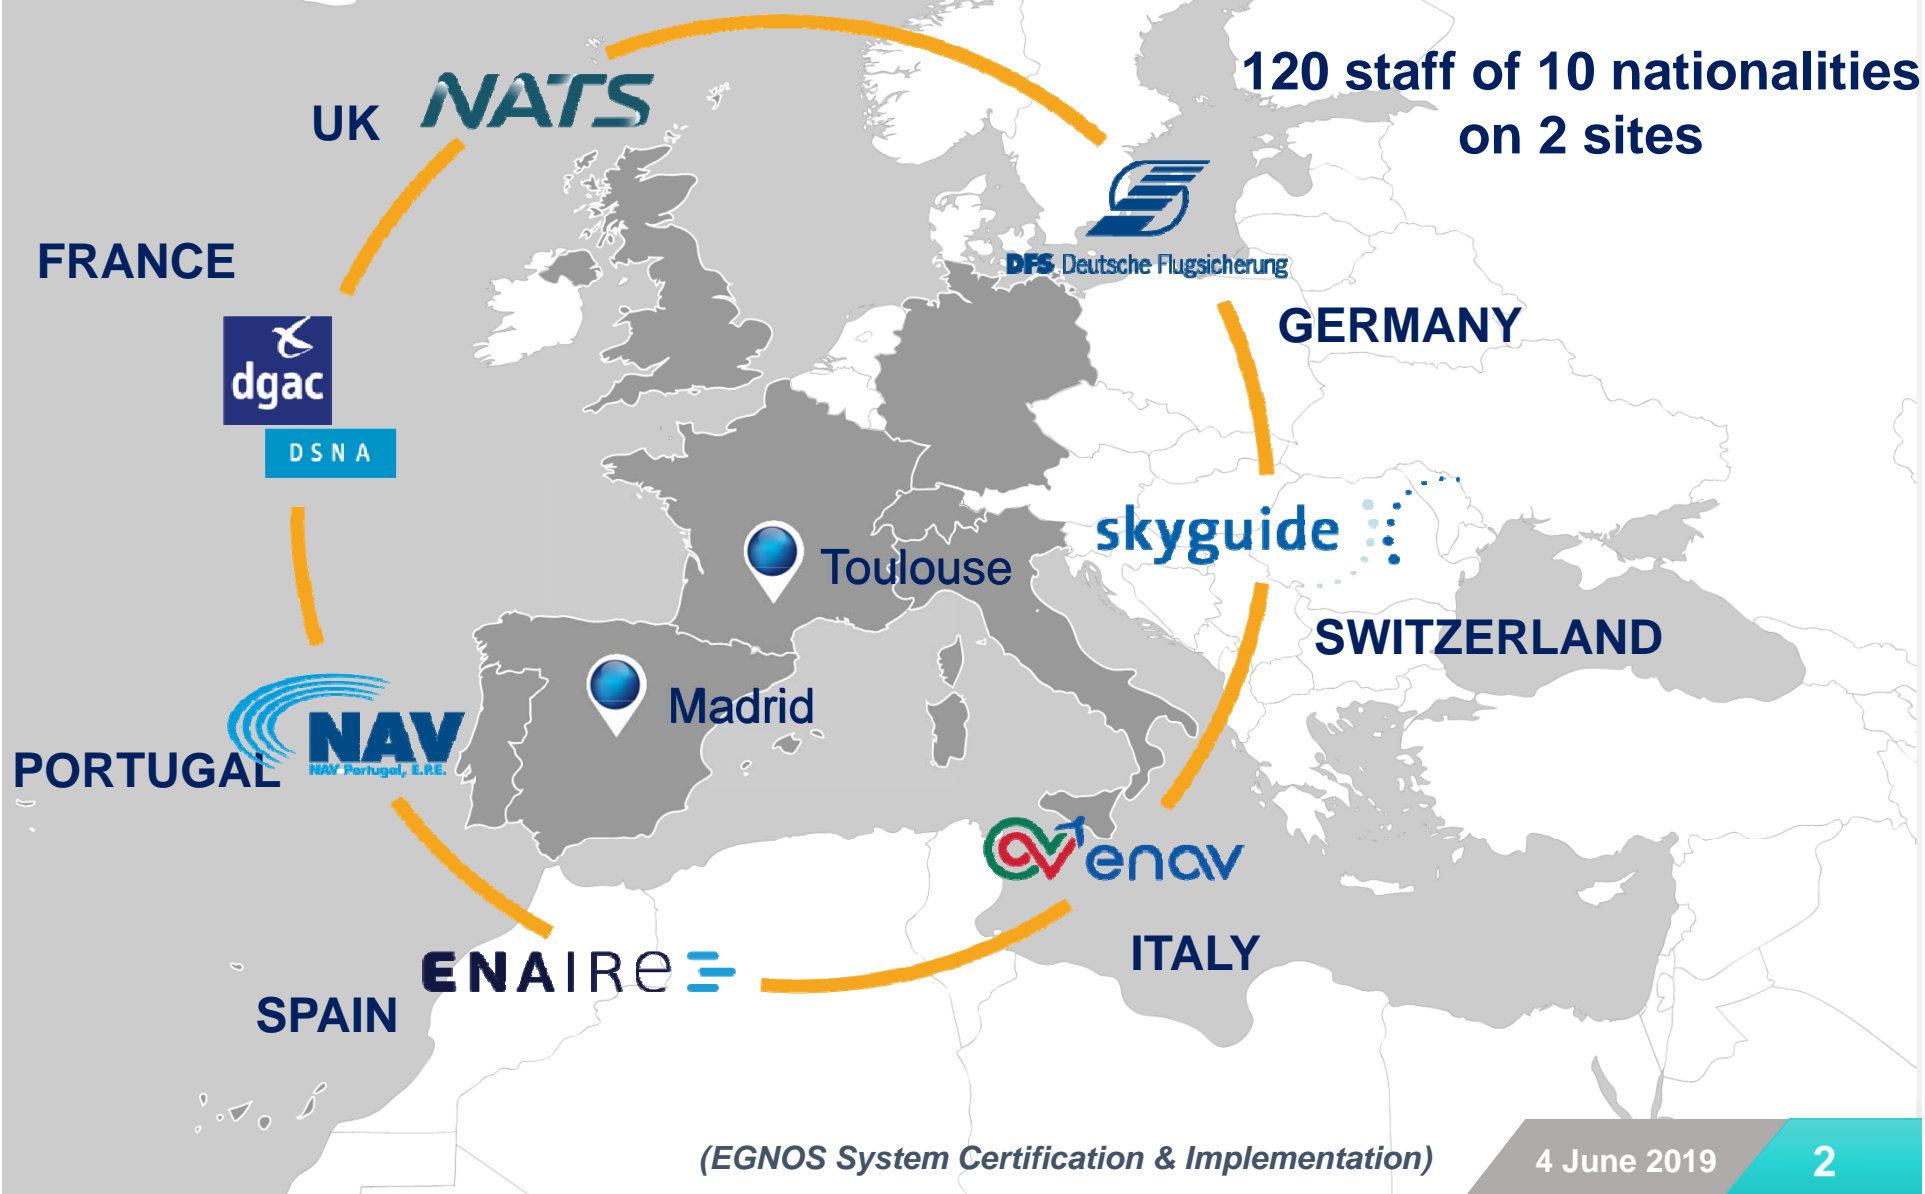 120 staff of 10 nationalities
on 2 sites
NATS
UK
DFS Deutsche Flugsicherung
FRANCE
GERMANY
dgac
DSNA
skyguide
Toulouse
SWITZERLAND
Madrid
NAV
NAV Portugal, E.P.E.
PORTUGAL
enav
ITALY
ENAIRe
SPAIN
(EGNOS System Certification & Implementation)
4 June 2019
2